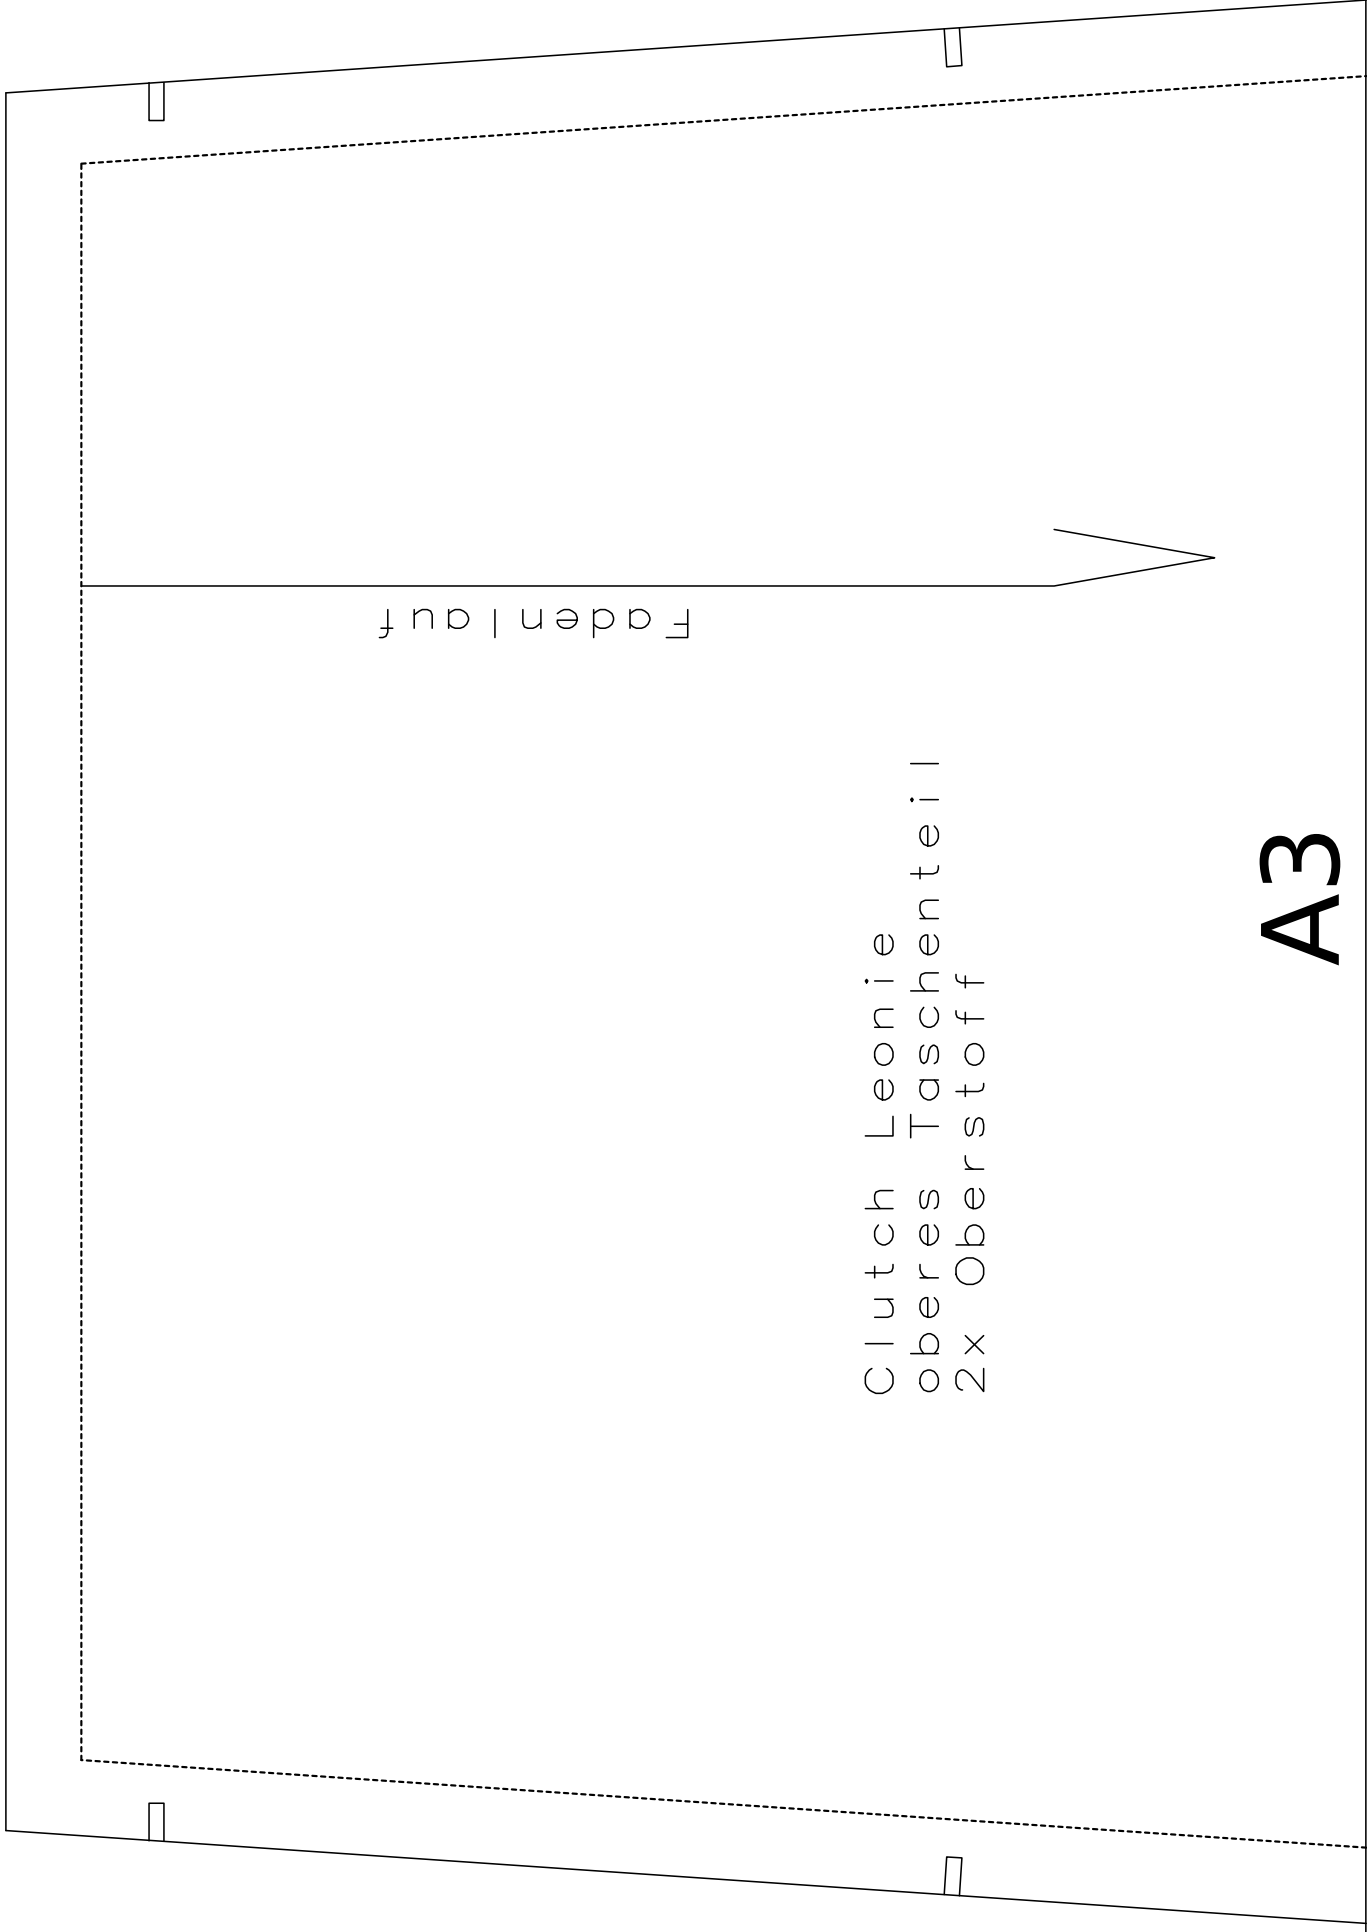 Fadenlauf
Clutch Leonie
oberes Taschenteil
2x Oberstoff
A3